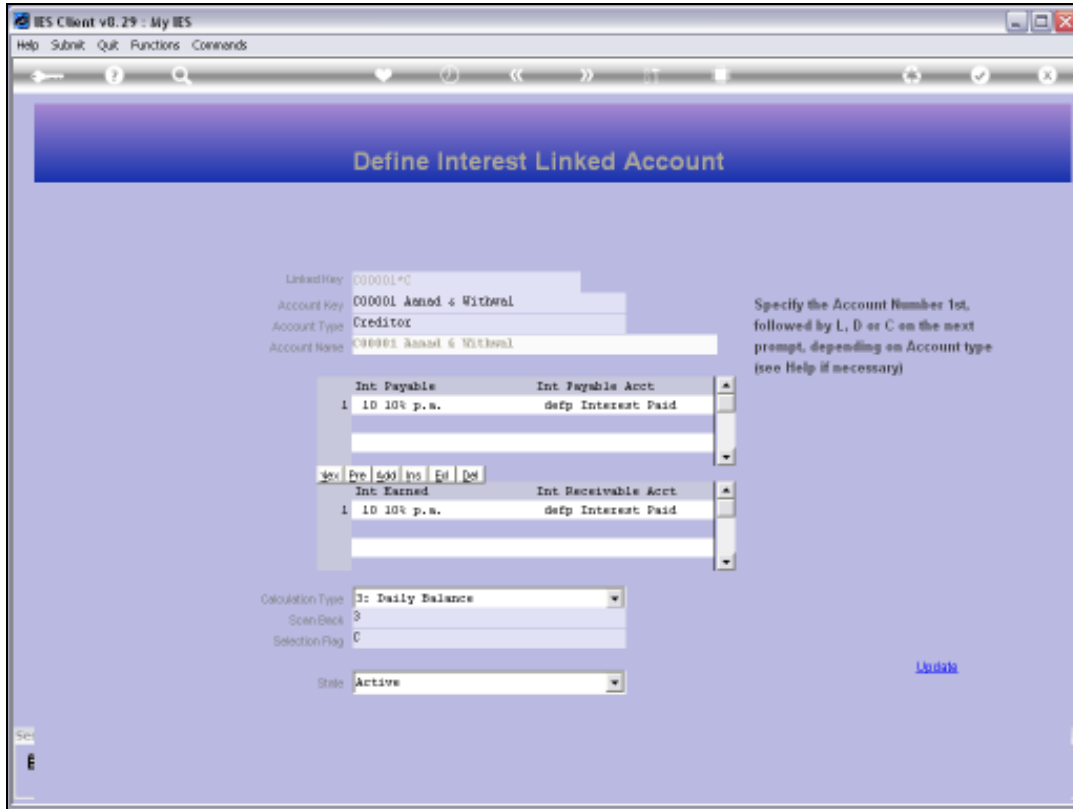 IES Client v8.29 : My IES
Help Submit Quit Functions Commands
Define Interest Linked Account
Linked Key C00001*C
Account Key C00001 Aamad & Withwal
Account Type Creditor
Account Name C00001 Aamad & Withwal
Specify the Account Number 1st,
followed by L, D or C on the next
prompt, depending on Account type
(see Help if necessary)
Int Payable Int Payable Acct
1 10 10% p.a. defp Interest Paid
Nex Pre Add Ins Del
Int Earned Int Receivable Acct
1 10 10% p.a. defp Interest Paid
Calculation Type 3: Daily Balance
Scan Back 3
Selection Flag C
Update
State Active